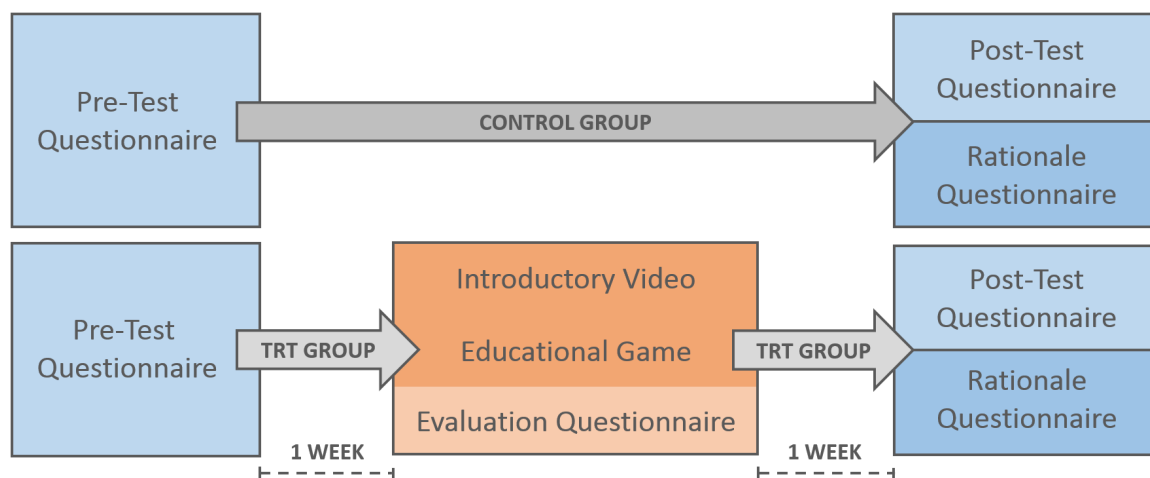 Pre-Test
Questionnaire
CONTROL GROUP
Post-Test
Questionnaire
Rationale
Questionnaire
Pre-Test
Questionnaire
TRT GROUP
Introductory Video
Educational Game
Evaluation Questionnaire
TRT GROUP
Post-Test
Questionnaire
Rationale
Questionnaire
1 WEEK
1 WEEK